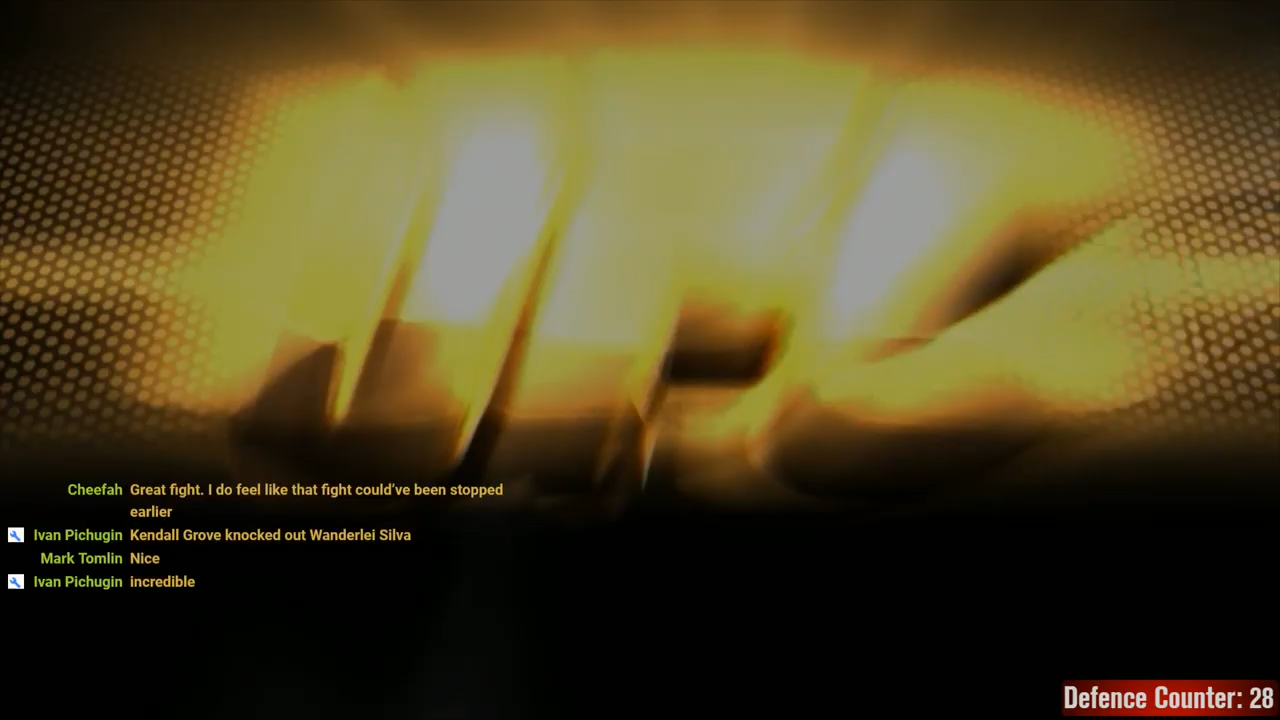 Cheefah Great fight. I do feel like that fight could've been stopped
earlier
Ivan Pichugin Kendall Grove knocked out Wanderlei Silva
Mark Tomlin Nice
Ivan Pichugin incredible
Defence Counter: 28